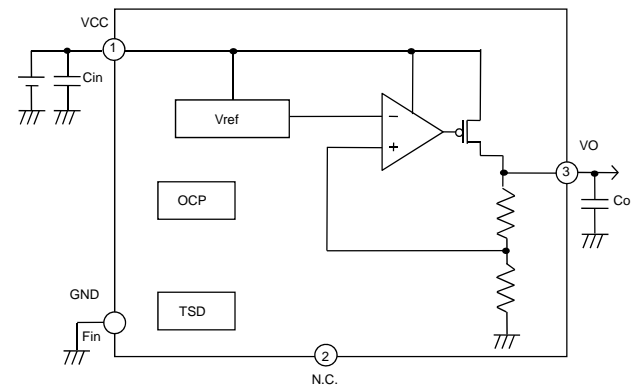 VCC
1
Cin
Vref
−
+
VO
3
Co
OCP
GND
Fin
TSD
2
N.C.